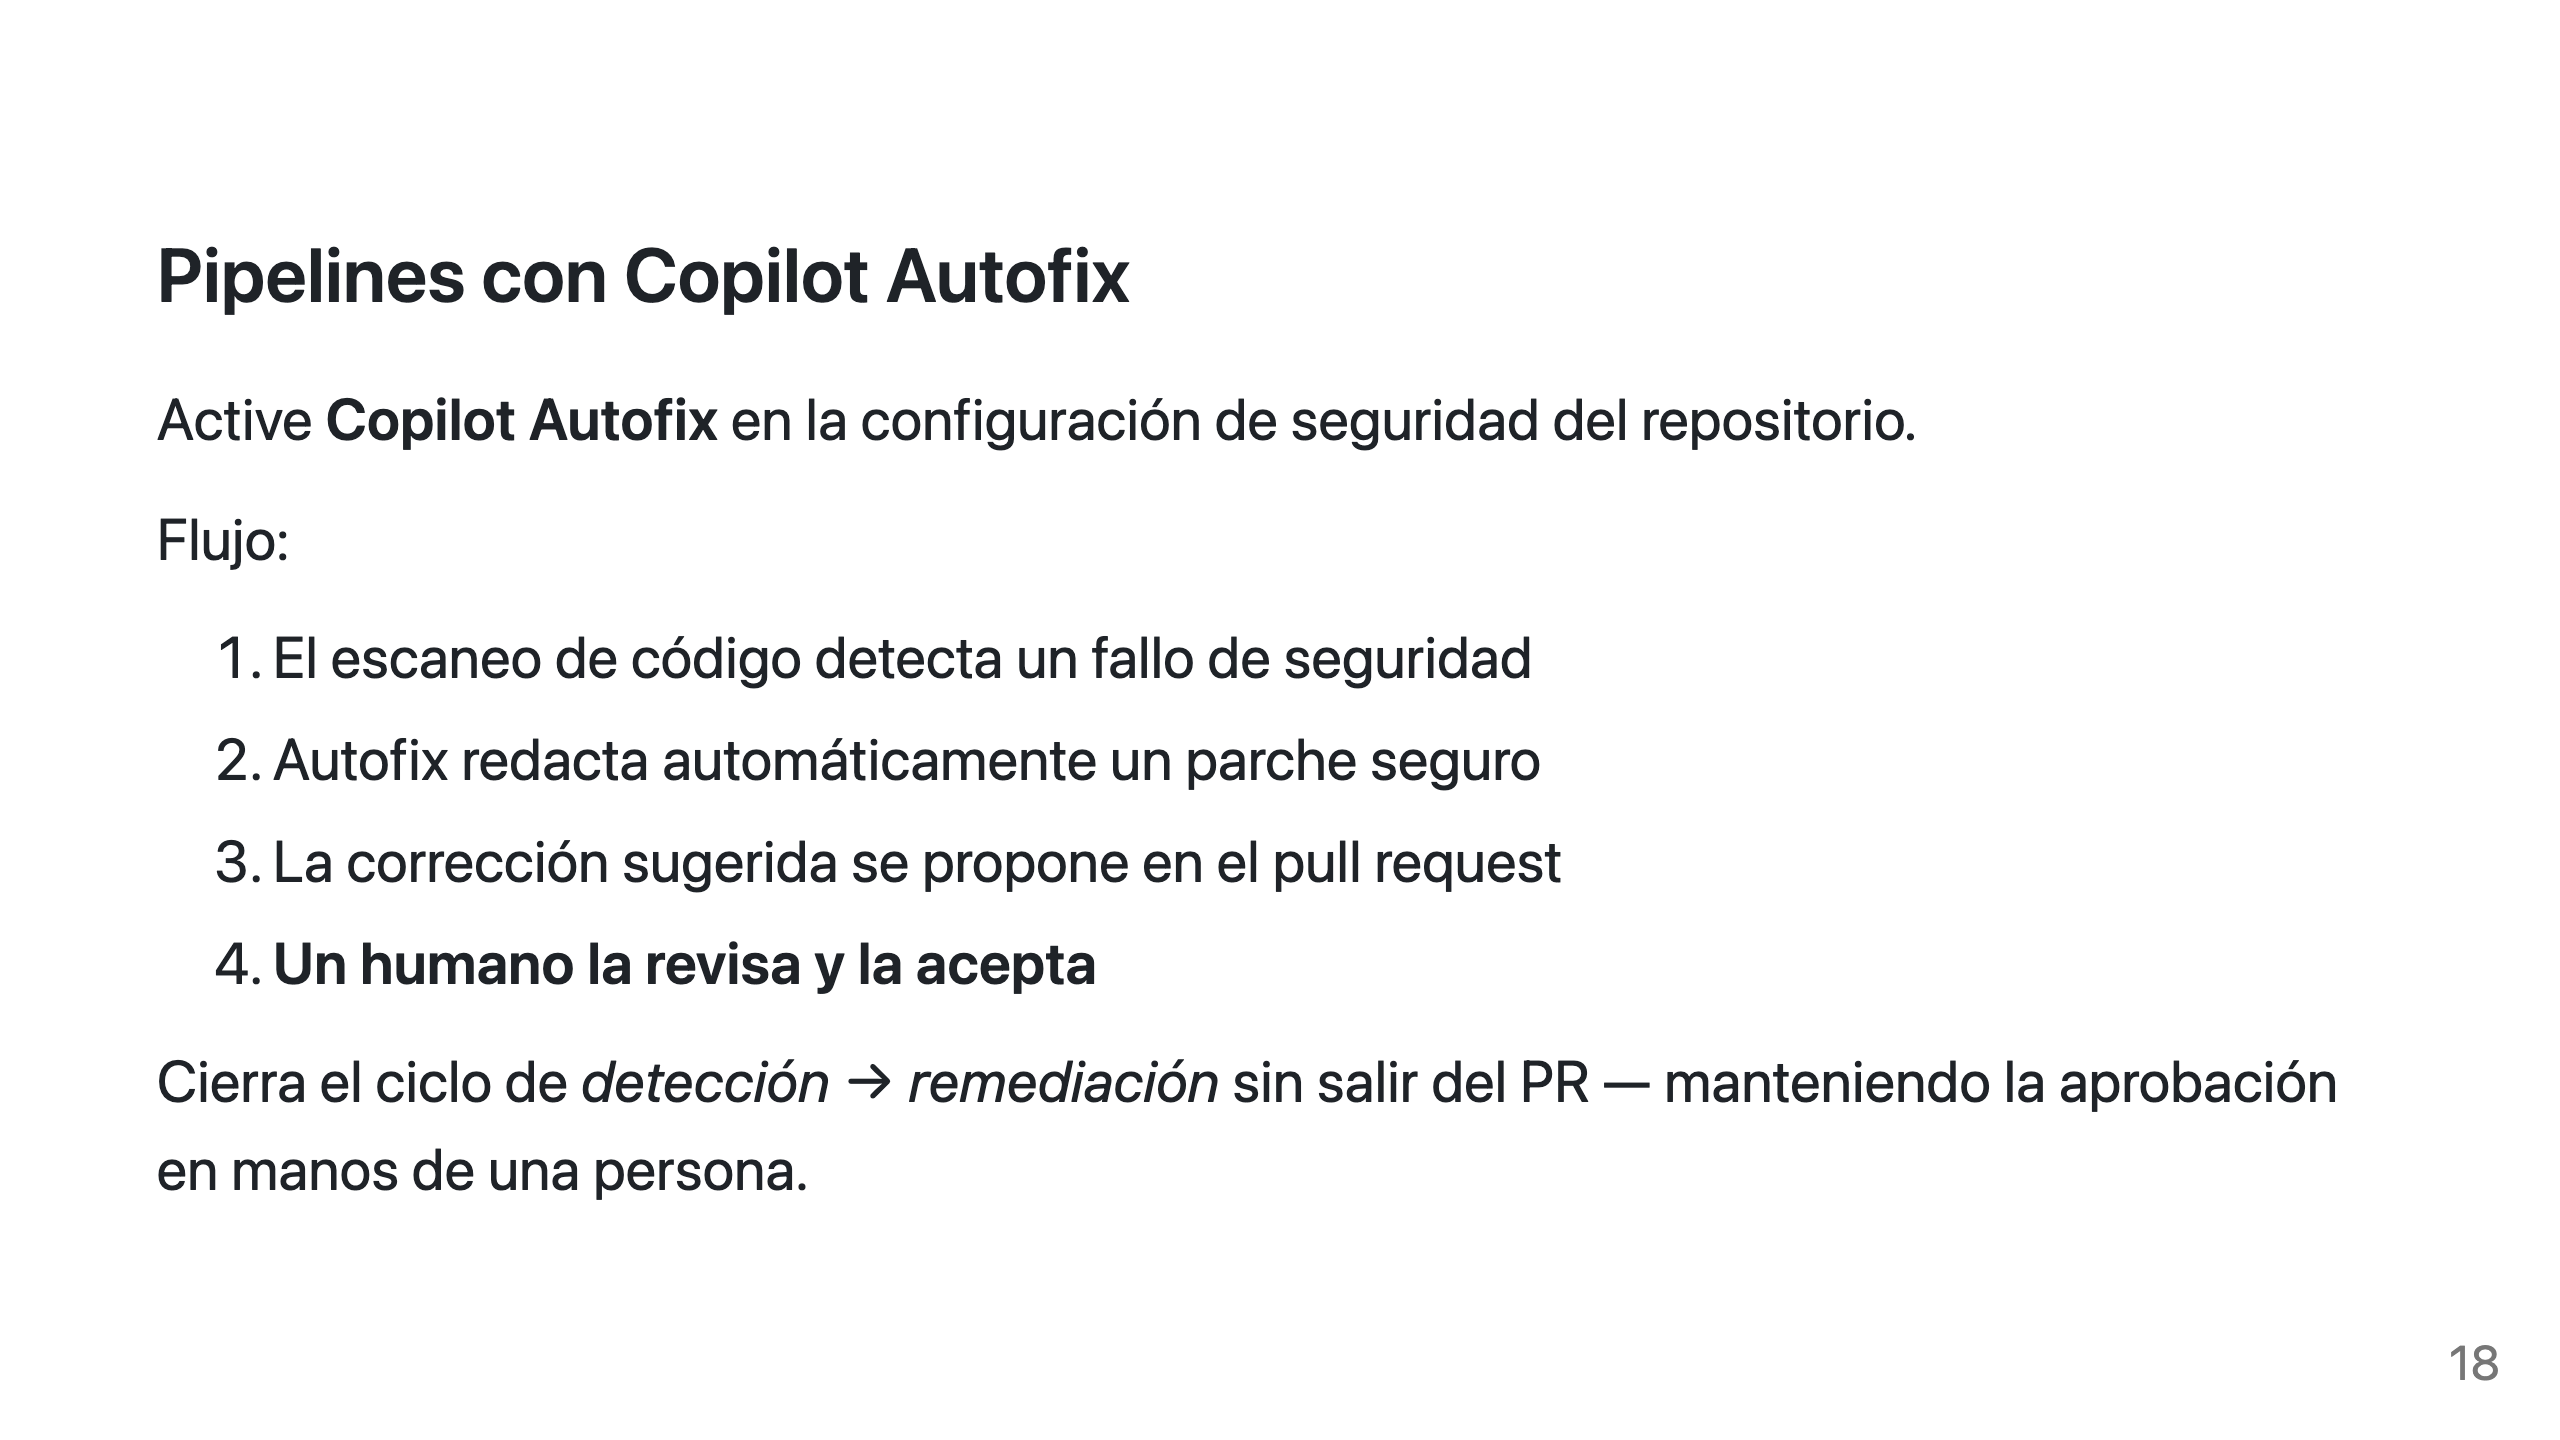 Pipelines con Copilot Autofix
Active Copilot Autofix en la configuración de seguridad del repositorio.
Flujo:
1. El escaneo de código detecta un fallo de seguridad
2. Autofix redacta automáticamente un parche seguro
3. La corrección sugerida se propone en el pull request
4. Un humano la revisa y la acepta
Cierra el ciclo de detección → remediación sin salir del PR — manteniendo la aprobación
en manos de una persona.
18